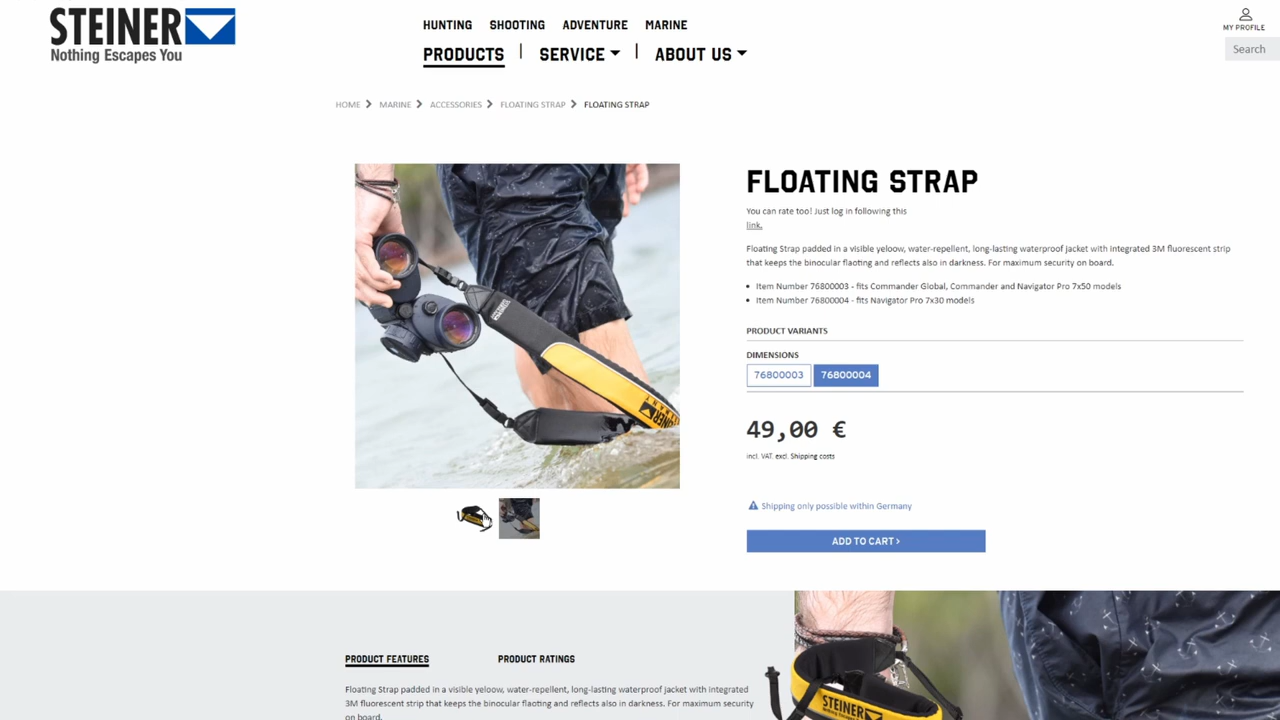 STEINER
Nothing Escapes You
HUNTING SHOOTING ADVENTURE MARINE
PRODUCTS SERVICE ABOUT US
MY PROFILE
Search
HOME MARINE ACCESSORIES FLOATING STRAP FLOATING STRAP
FLOATING STRAP
You can rate too! Just log in following this
link.
Floating Strap padded in a visible yeloow, water-repellent, long-lasting waterproof jacket with integrated 3M fluorescent strip
that keeps the binocular flaoting and reflects also in darkness. For maximum security on board.
Item Number 76800003 - fits Commander Global, Commander and Navigator Pro 7x50 models
Item Number 76800004 - fits Navigator Pro 7x30 models
PRODUCT VARIANTS
DIMENSIONS
76800003 76800004
49,00 €
incl. VAT. excl. Shipping costs
Shipping only possible within Germany
ADD TO CART >
PRODUCT FEATURES PRODUCT RATINGS
Floating Strap padded in a visible yeloow, water-repellent, long-lasting waterproof jacket with integrated
3M fluorescent strip that keeps the binocular flaoting and reflects also in darkness. For maximum security
on board.
STEINER
Nothing Escapes You